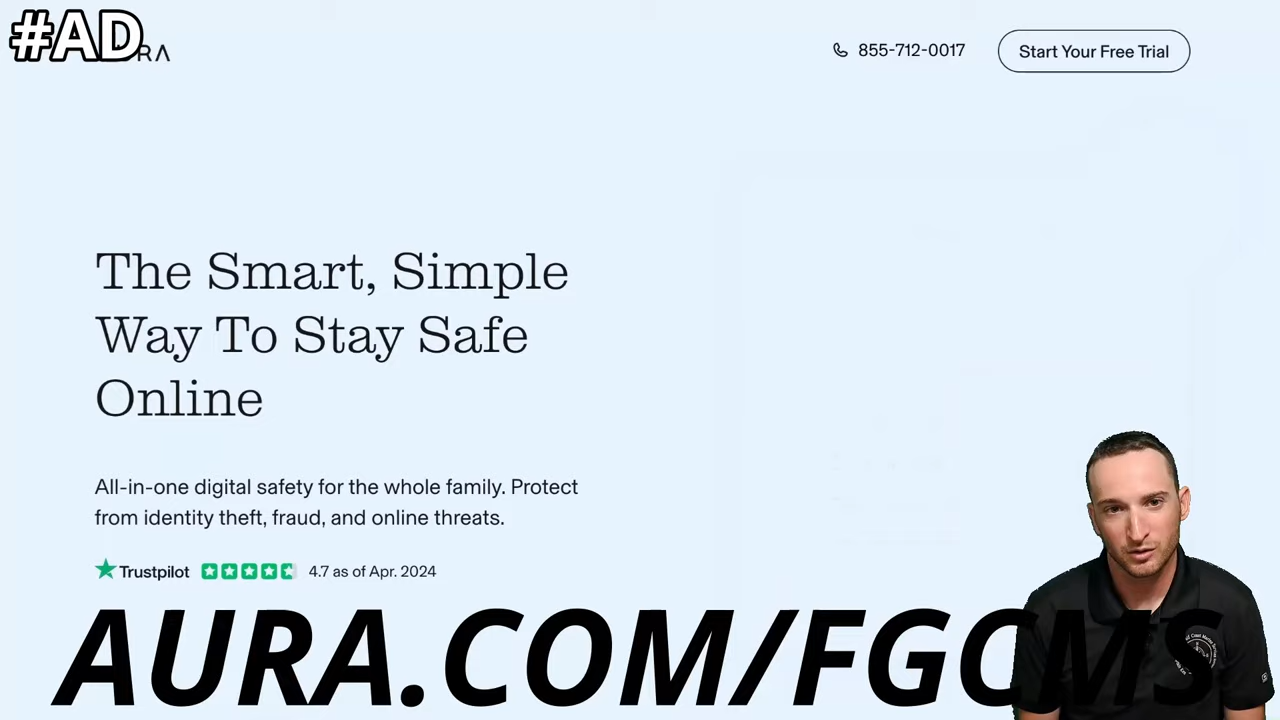 #AD
RA
855-712-0017
Start Your Free Trial
The Smart, Simple
Way To Stay Safe
Online
All-in-one digital safety for the whole family. Protect
from identity theft, fraud, and online threats.
Trustpilot 4.7 as of Apr. 2024
AURA.COM/FGCMS